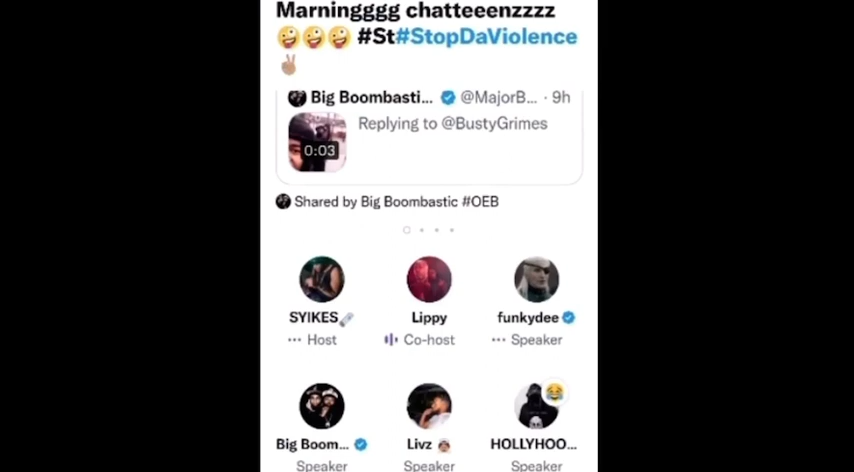 Marningggg chatteeenzzzz
🤪🤪🤪 #St#StopDaViolence
✌🏽
Big Boombasti... @MajorB... · 9h
Replying to @BustyGrimes
0:03
Shared by Big Boombastic #OEB
SYIKES🗞️ Lippy funkydee
Host Co-host Speaker
Big Boom... Livz HOLLYHOO...
Speaker Speaker Speaker